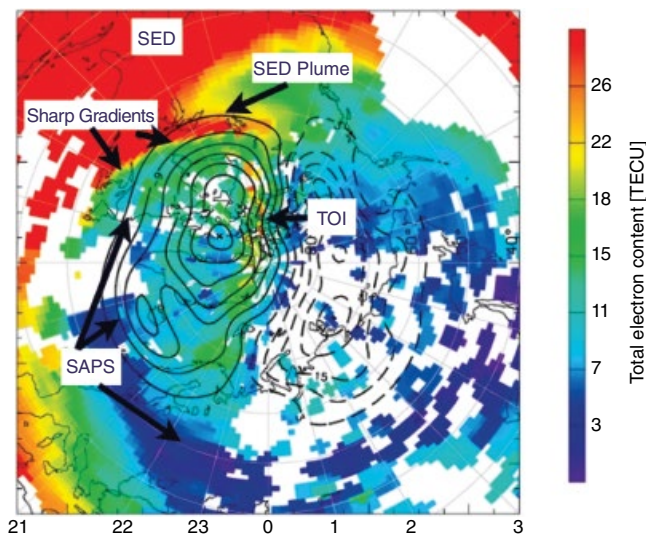 SED
SED Plume
Sharp Gradients
TOI
SAPS
26
22
18
15
11
7
3
Total electron content [TECU]
21 22 23 0 1 2 3